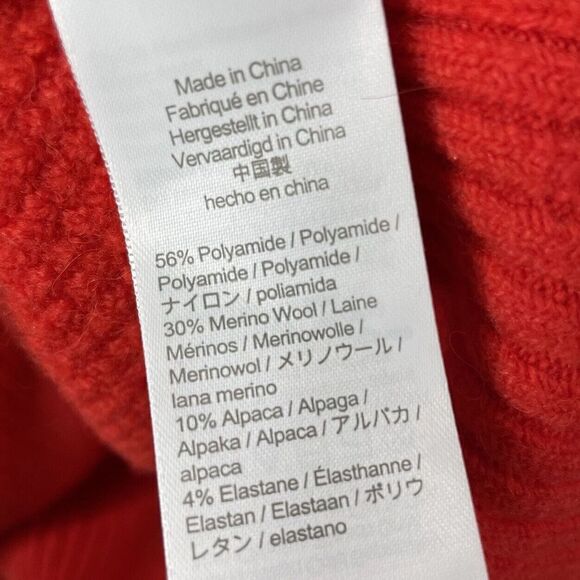 Made in China
Fabriqué en Chine
Hergestellt in China
Vervaardigd in China
中国製
hecho en china
56% Polyamide / Polyamide /
Polyamide / Polyamide /
ナイロン / poliamida
30% Merino Wool / Laine
Mérinos / Merinowolle /
Merinowol / メリノウール /
lana merino
10% Alpaca / Alpaga /
Alpaka / Alpaca / アルパカ /
alpaca
4% Elastane / Élasthanne /
Elastan / Elastaan / ポリウ
レタン / elastano